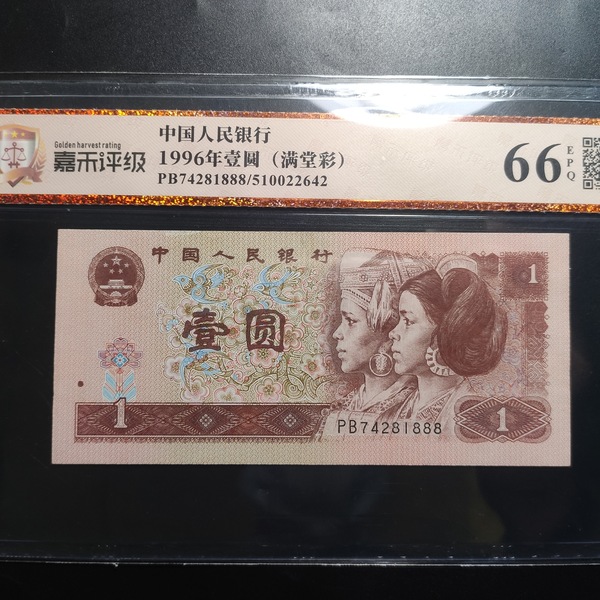 Golden harvest rating
嘉禾评级
中国人民银行
1996年壹圆（满堂彩）
PB74281888/510022642
66
EPQ
中国人民银行
1
壹圆
PB74281888
1
1